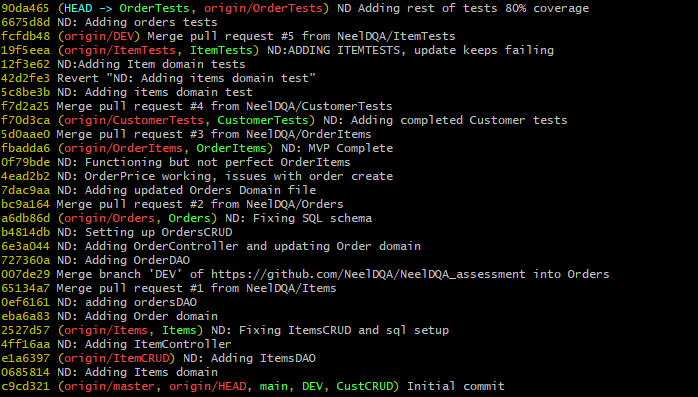 90da465 (HEAD -> OrderTests, origin/OrderTests) ND Adding rest of tests 80% coverage
6675d8d ND: Adding orders tests
fcfdb48 (origin/DEV) Merge pull request #5 from NeelDQA/ItemTests
19f5eea (origin/ItemTests, ItemTests) ND:ADDING ITEMTESTS, update keeps failing
12f3e62 ND:Adding Item domain tests
42d2fe3 Revert "ND: Adding items domain test"
5c8be3b ND: Adding items domain test
f7d2a25 Merge pull request #4 from NeelDQA/CustomerTests
f70d3ca (origin/CustomerTests, CustomerTests) ND: Adding completed Customer tests
5d0aae0 Merge pull request #3 from NeelDQA/OrderItems
fbadda6 (origin/OrderItems, OrderItems) ND: MVP Complete
0f79bde ND: Functioning but not perfect OrderItems
4ead2b2 ND: OrderPrice working, issues with order create
7dac9aa ND: Adding updated Orders Domain file
bc9a164 Merge pull request #2 from NeelDQA/Orders
a6db86d (origin/Orders, Orders) ND: Fixing SQL schema
b4814db ND: Setting up OrdersCRUD
6e3a044 ND: Adding OrderController and updating Order domain
727360a ND: Adding OrderDAO
007de29 Merge branch 'DEV' of https://github.com/NeelDQA/NeelDQA_assessment into Orders
65134a7 Merge pull request #1 from NeelDQA/Items
0ef6161 ND: adding ordersDAO
eba6a83 ND: Adding Order domain
2527d57 (origin/Items, Items) ND: Fixing ItemsCRUD and sql setup
4ff16aa ND: Adding ItemController
e1a6397 (origin/ItemCRUD) ND: Adding ItemsDAO
0685814 ND: Adding Items domain
c9cd321 (origin/master, origin/HEAD, main, DEV, CustCRUD) Initial commit